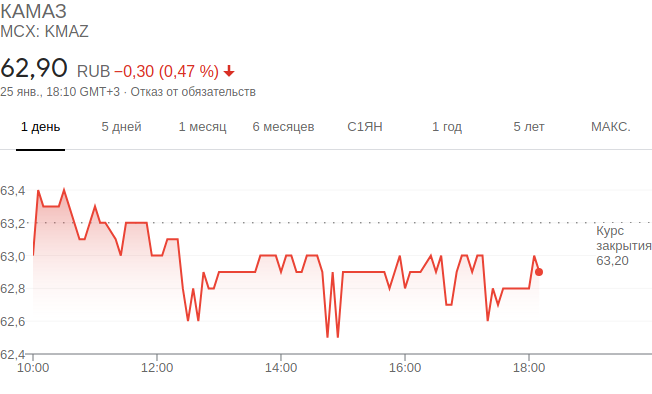 КАМАЗ
MCX: KMAZ
62,90 RUB −0,30 (0,47 %)
25 янв., 18:10 GMT+3 · Отказ от обязательств
1 день 5 дней 1 месяц 6 месяцев С1ЯН 1 год 5 лет МАКС.
63,4
63,2
63,0
62,8
62,6
62,4
Курс
закрытия
63,20
10:00 12:00 14:00 16:00 18:00